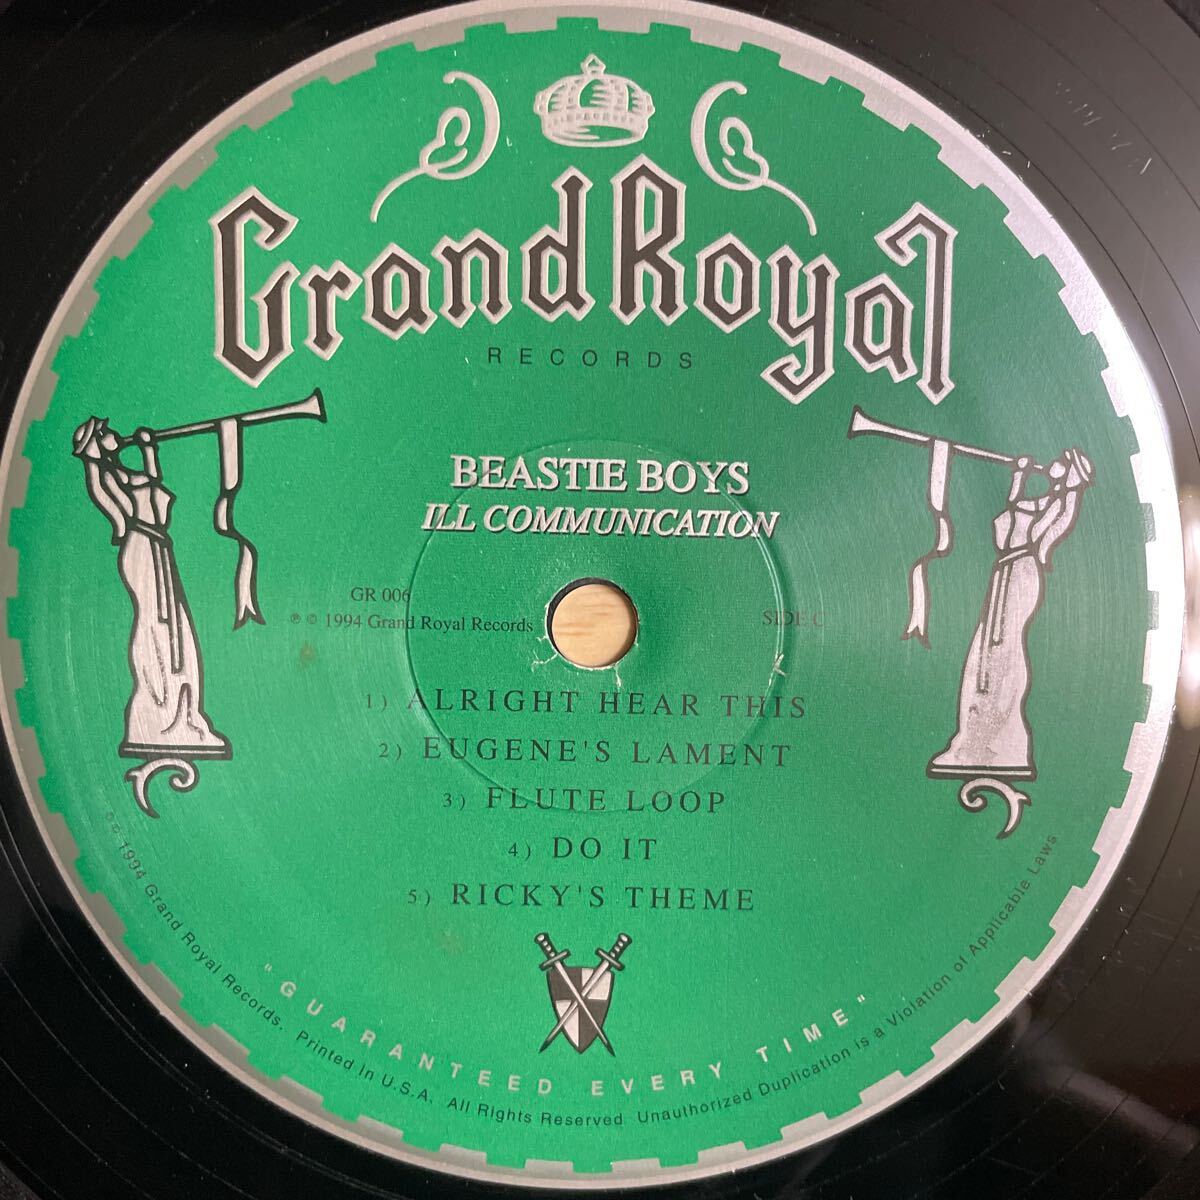 Grand Royal
RECORDS
BEASTIE BOYS
ILL COMMUNICATION
GR 006
℗ © 1994 Grand Royal Records
SIDE C
1) ALRIGHT HEAR THIS
2) EUGENE'S LAMENT
3) FLUTE LOOP
4) DO IT
5) RICKY'S THEME
"GUARANTEED EVERY TIME"
℗© 1994 Grand Royal Records. Printed in U.S.A. All Rights Reserved Unauthorized Duplication is a Violation of Applicable Laws